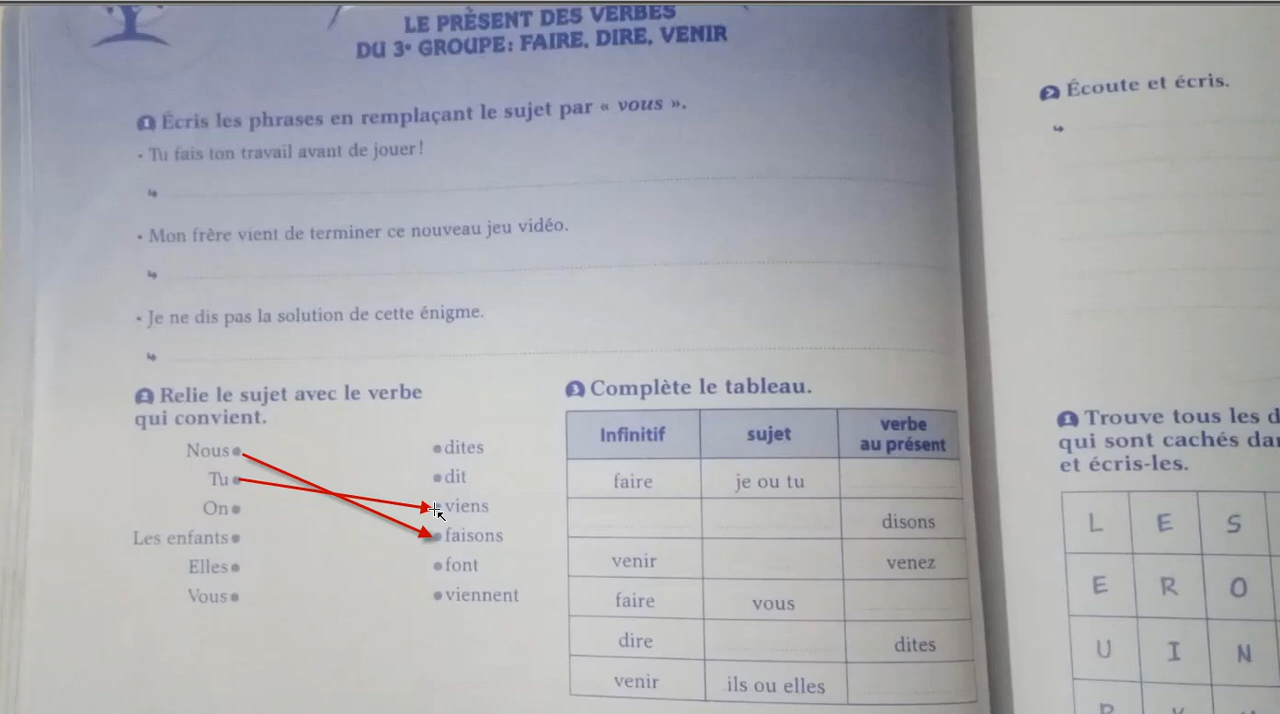 LE PRÉSENT DES VERBES
DU 3e GROUPE : FAIRE, DIRE, VENIR
1 Écris les phrases en remplaçant le sujet par « vous ».
• Tu fais ton travail avant de jouer !
• Mon frère vient de terminer ce nouveau jeu vidéo.
• Je ne dis pas la solution de cette énigme.
2 Relie le sujet avec le verbe
qui convient.
Nous • • dites
Tu • • dit
On • • viens
Les enfants • • faisons
Elles • • font
Vous • • viennent
3 Complète le tableau.
Infinitif sujet verbe
au présent
faire je ou tu
disons
venir venez
faire vous
dire dites
venir ils ou elles
2 Écoute et écris.
1 Trouve tous les
qui sont cachés
et écris-les.
L E S
E R O
U I N